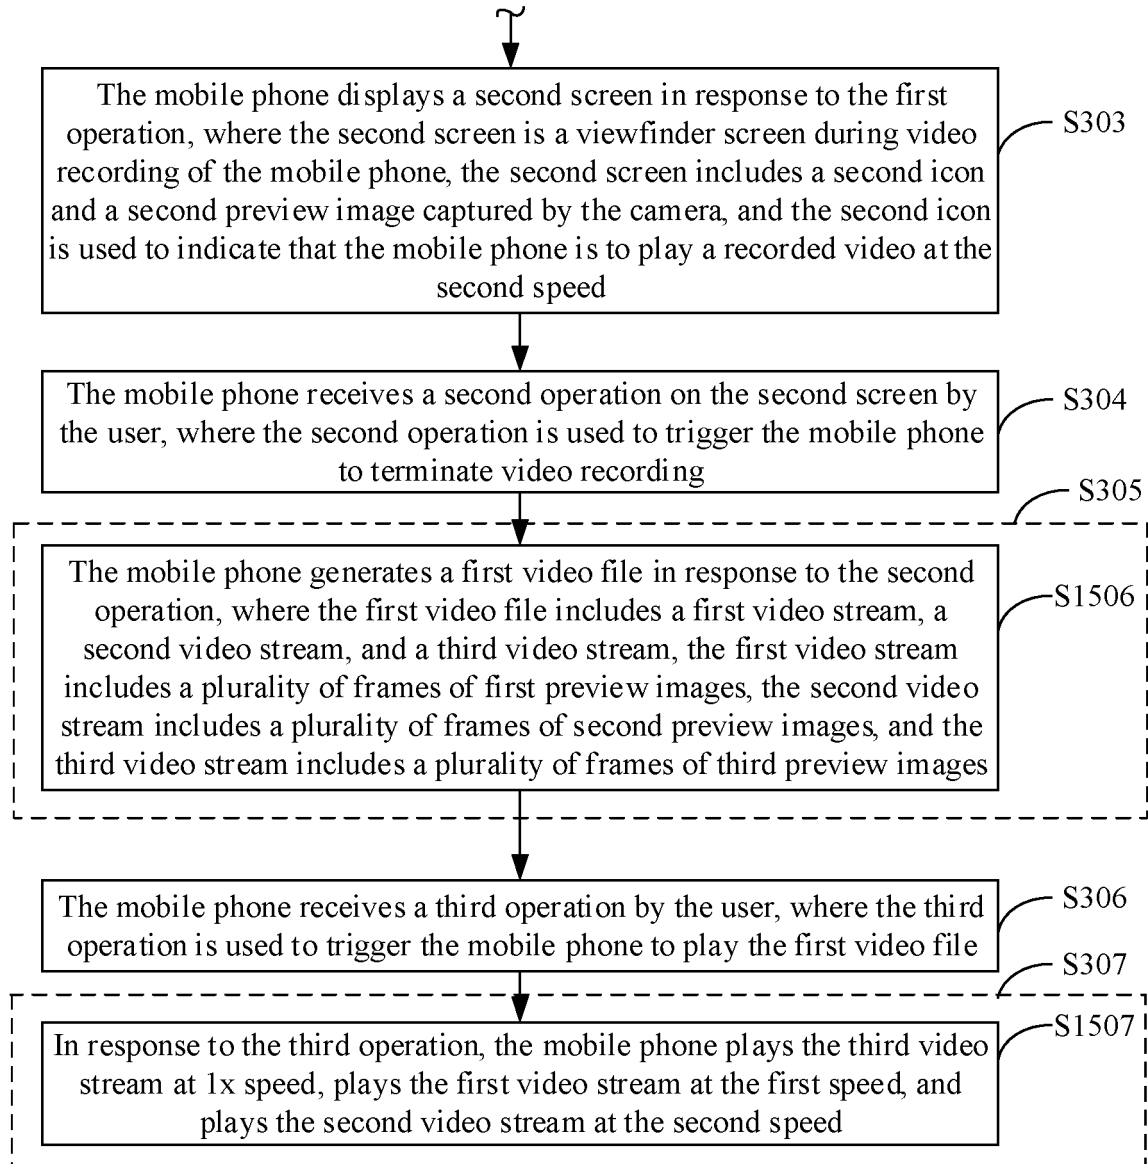 The mobile phone displays a second screen in response to the first
operation, where the second screen is a viewfinder screen during video
recording of the mobile phone, the second screen includes a second icon
and a second preview image captured by the camera, and the second icon
is used to indicate that the mobile phone is to play a recorded video at the
second speed
S303
The mobile phone receives a second operation on the second screen by
the user, where the second operation is used to trigger the mobile phone
to terminate video recording
S304
S305
The mobile phone generates a first video file in response to the second
operation, where the first video file includes a first video stream, a
second video stream, and a third video stream, the first video stream
includes a plurality of frames of first preview images, the second video
stream includes a plurality of frames of second preview images, and the
third video stream includes a plurality of frames of third preview images
S1506
The mobile phone receives a third operation by the user, where the third
operation is used to trigger the mobile phone to play the first video file
S306
S307
In response to the third operation, the mobile phone plays the third video
stream at 1x speed, plays the first video stream at the first speed, and
plays the second video stream at the second speed
S1507